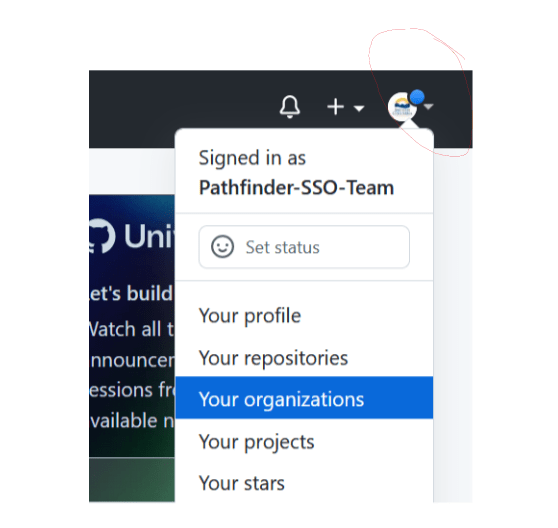 Signed in as
Pathfinder-SSO-Team
Set status
Your profile
Your repositories
Your organizations
Your projects
Your stars
Uni
et's build
Watch all t
nnouncer
essions fr
vailable n